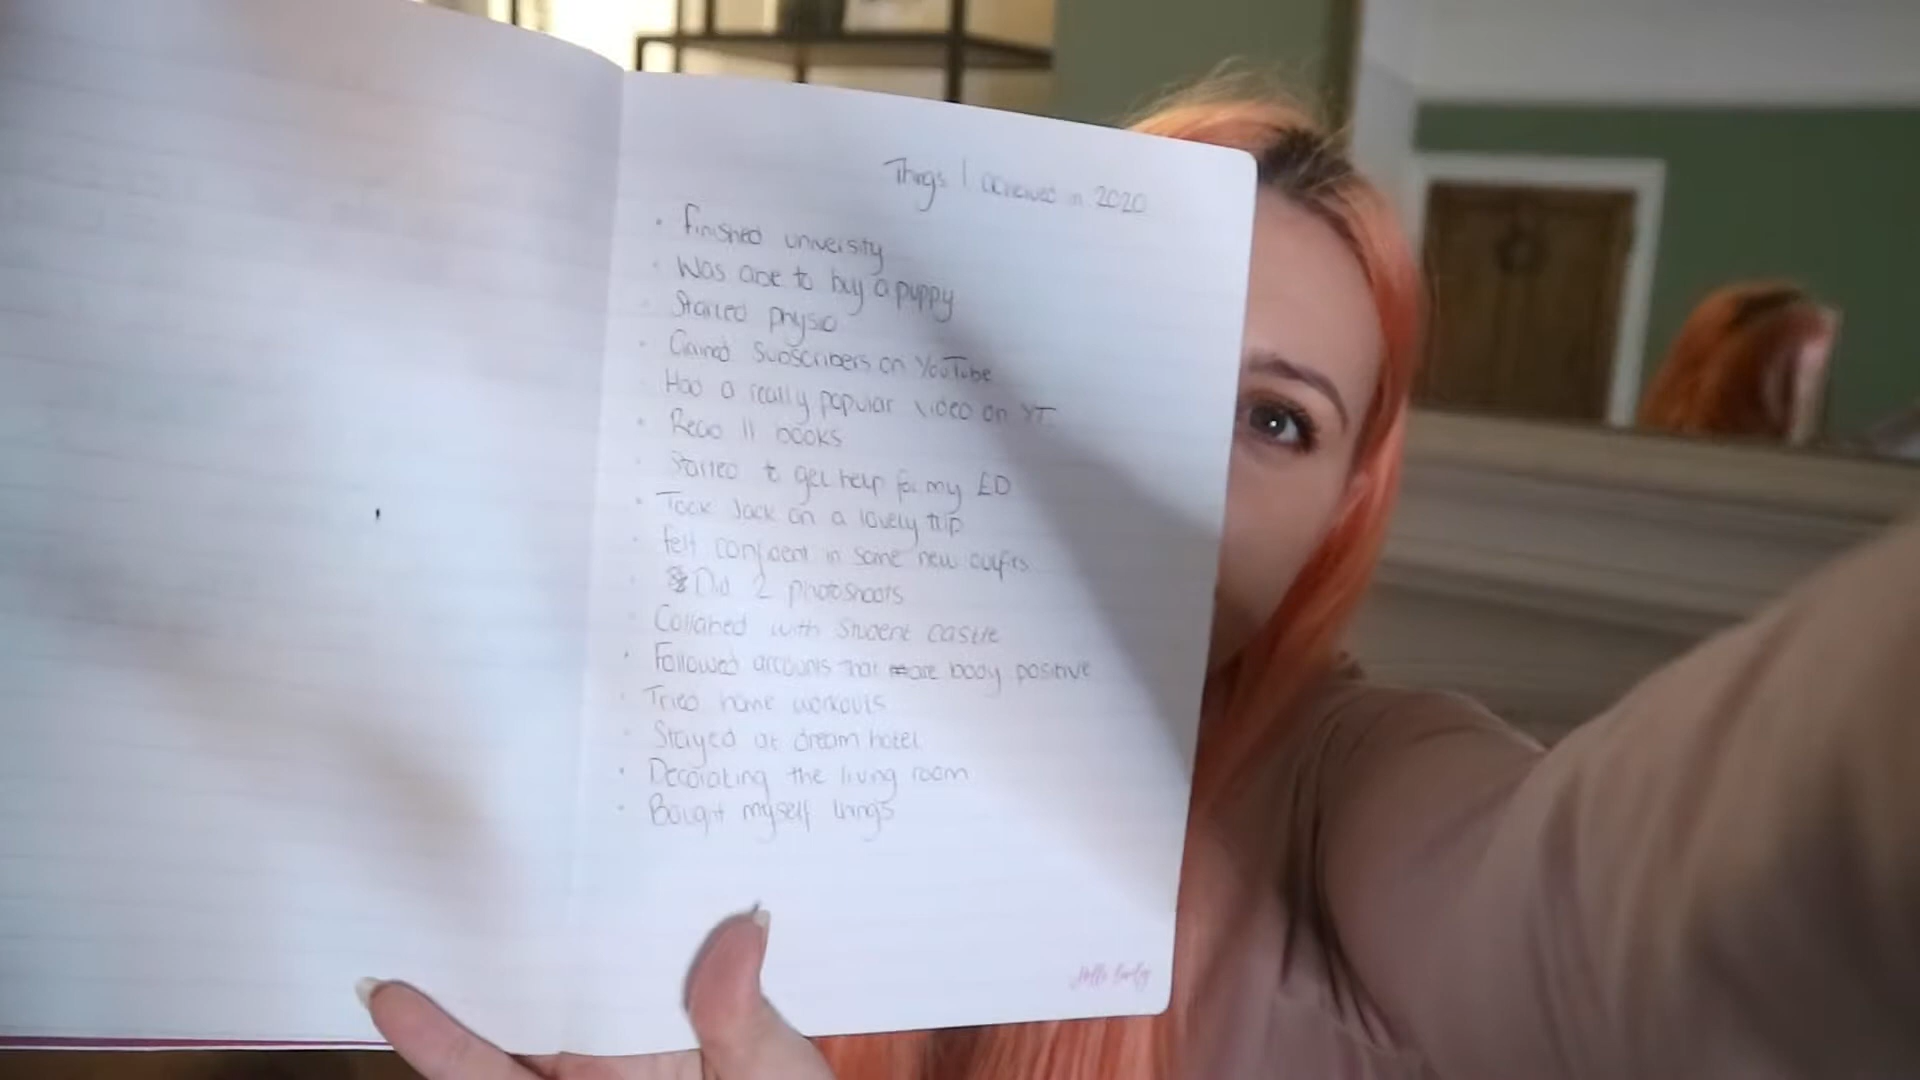 Things I achieved in 2020
• Finished university
• Was able to buy a puppy
• Started physio
• Gained subscribers on YouTube
• Had a really popular video on YT
• Read 11 books
• Started to get help for my ED
• Took Jack on a lovely trip
• Felt confident in some new outfits
• Did 2 photoshoots
• Collabed with Student Castle
• Followed accounts that are body positive
• Tried home workouts
• Stayed at dream hotel
• Decorating the living room
• Bought myself things